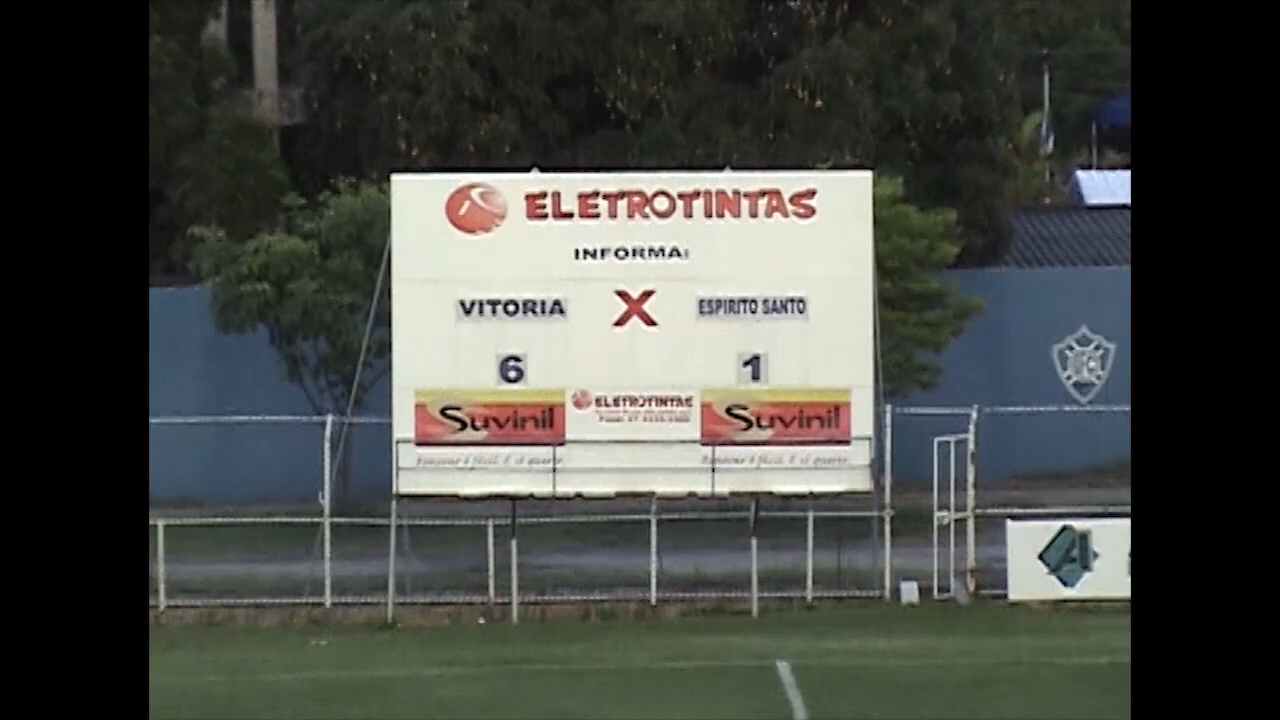 ELETROTINTAS
INFORMA:
VITORIA X ESPIRITO SANTO
6 1
Suvinil ELETROTINTAS Suvinil